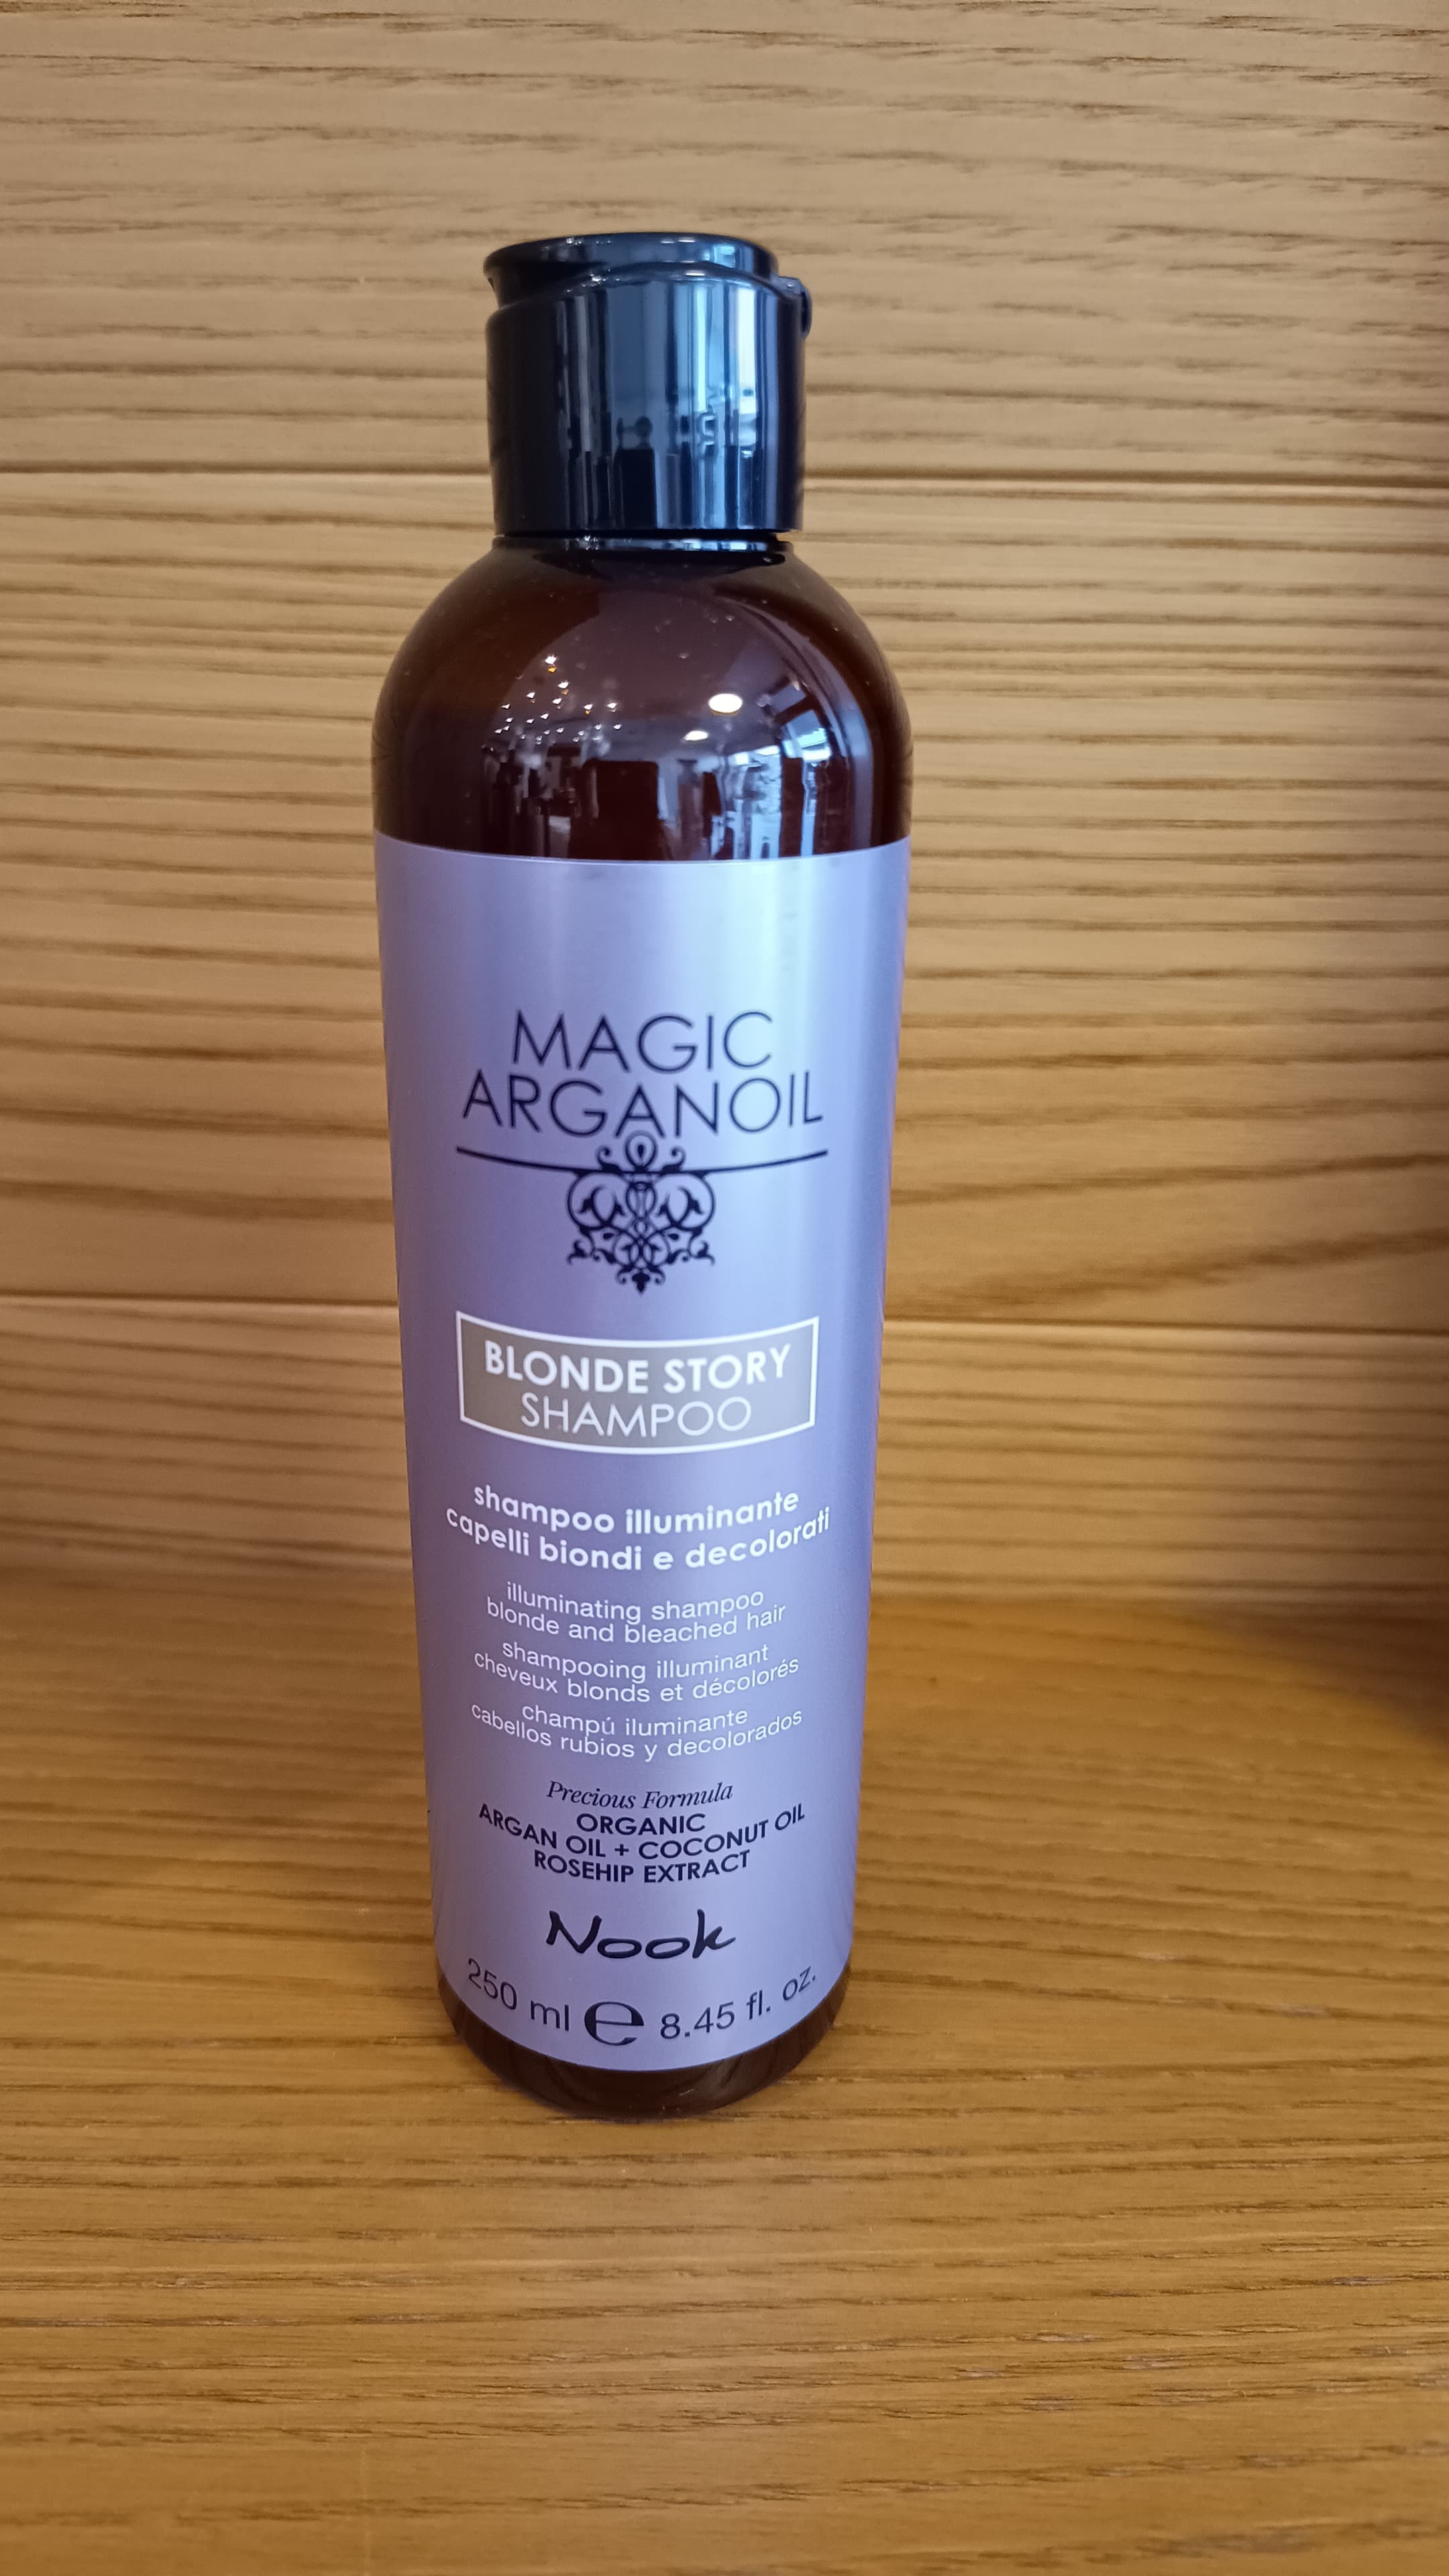 MAGIC
ARGANOIL
BLONDE STORY
SHAMPOO
shampoo illuminante
capelli biondi e decolorati
illuminating shampoo
blonde and bleached hair
shampooing illuminant
cheveux blonds et décolorés
champú iluminante
cabellos rubios y decolorados
Precious Formula
ORGANIC
ARGAN OIL + COCONUT OIL
ROSEHIP EXTRACT
Nook
250 ml e 8.45 fl. oz.